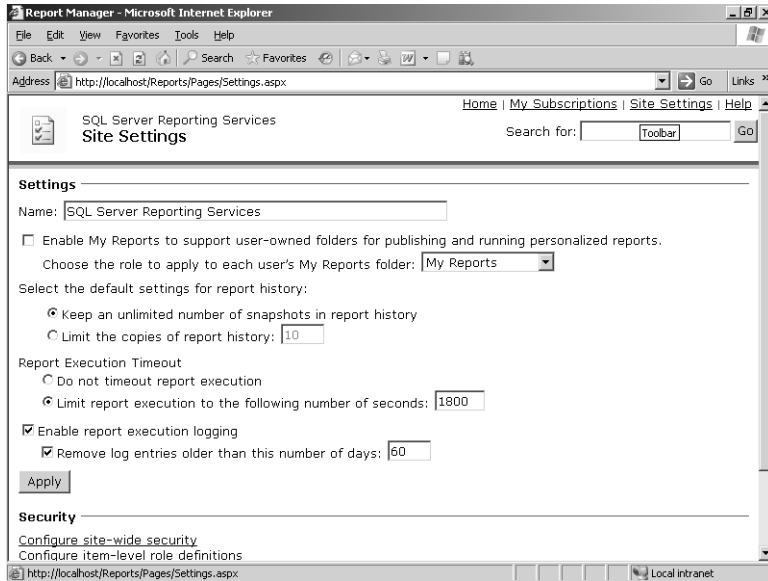 Report Manager - Microsoft Internet Explorer
File Edit View Favorites Tools Help
Back Search Favorites
Address http://localhost/Reports/Pages/Settings.aspx Go Links »
Home | My Subscriptions | Site Settings | Help
SQL Server Reporting Services
Site Settings
Search for: Toolbar Go
Settings
Name: SQL Server Reporting Services
Enable My Reports to support user-owned folders for publishing and running personalized reports.
Choose the role to apply to each user's My Reports folder: My Reports
Select the default settings for report history:
Keep an unlimited number of snapshots in report history
Limit the copies of report history: 10
Report Execution Timeout
Do not timeout report execution
Limit report execution to the following number of seconds: 1800
Enable report execution logging
Remove log entries older than this number of days: 60
Apply
Security
Configure site-wide security
Configure item-level role definitions
http://localhost/Reports/Pages/Settings.aspx Local intranet